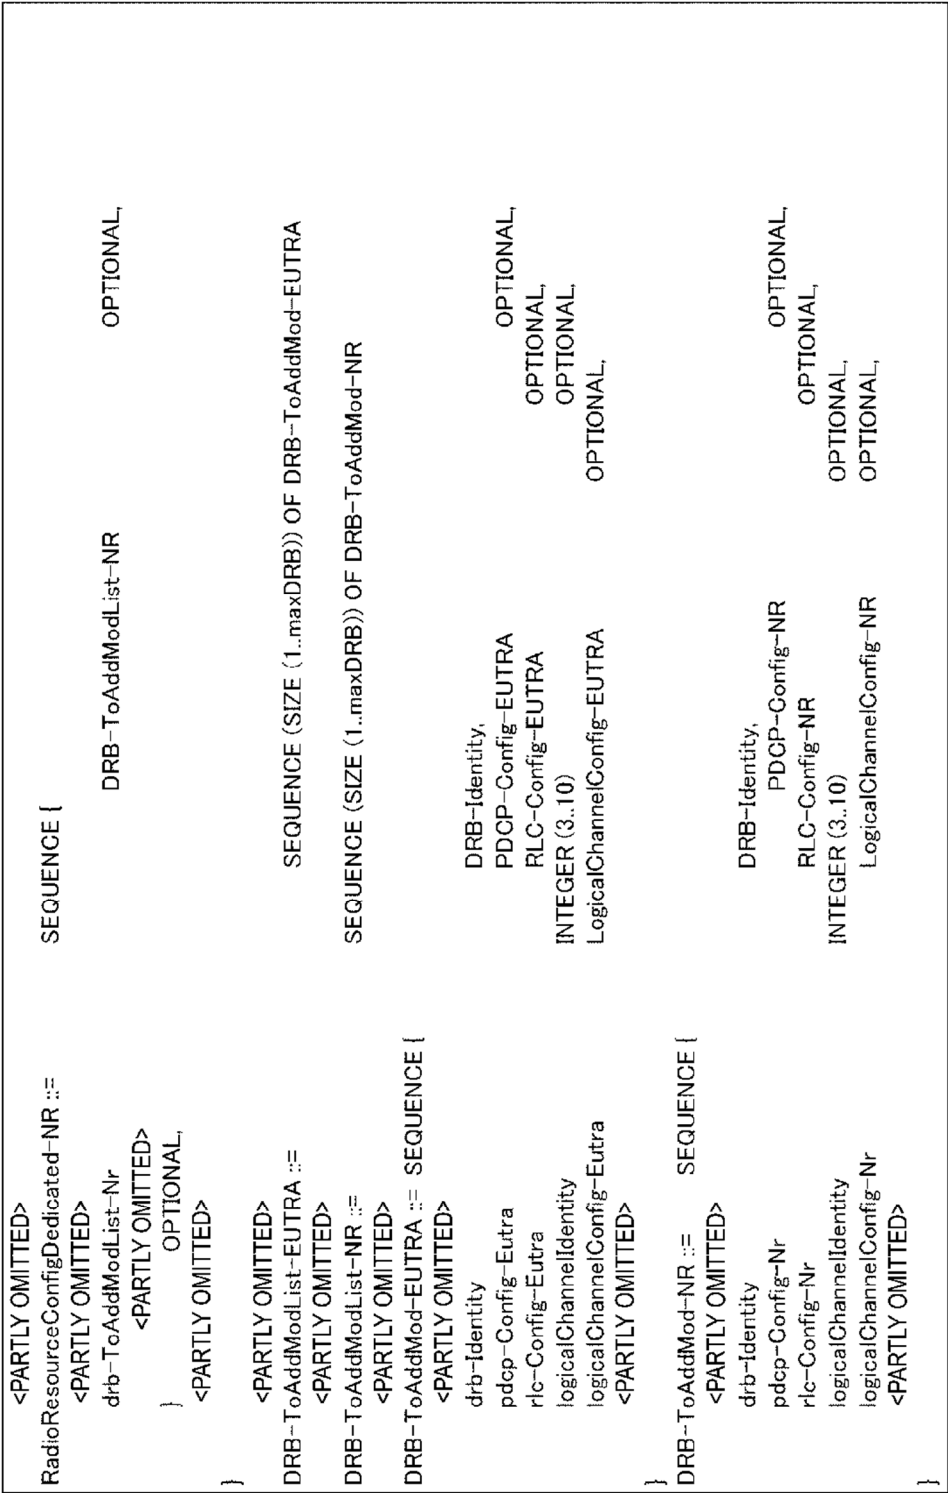 <PARTLY OMITTED>
RadioResourceConfigDedicated-NR ::= SEQUENCE {
<PARTLY OMITTED>
drb-ToAddModList-Nr DRB-ToAddModList-NR OPTIONAL,
<PARTLY OMITTED>
} OPTIONAL,
<PARTLY OMITTED>
}
<PARTLY OMITTED>
DRB-ToAddModList-EUTRA ::= SEQUENCE (SIZE (1..maxDRB)) OF DRB-ToAddMod-EUTRA
<PARTLY OMITTED>
DRB-ToAddModList-NR ::= SEQUENCE (SIZE (1..maxDRB)) OF DRB-ToAddMod-NR
<PARTLY OMITTED>
DRB-ToAddMod-EUTRA ::= SEQUENCE {
<PARTLY OMITTED>
drb-Identity DRB-Identity,
pdcp-Config-Eutra PDCP-Config-EUTRA OPTIONAL,
rlc-Config-Eutra RLC-Config-EUTRA OPTIONAL,
logicalChannelIdentity INTEGER (3..10) OPTIONAL,
logicalChannelConfig-Eutra LogicalChannelConfig-EUTRA OPTIONAL,
<PARTLY OMITTED>
}
DRB-ToAddMod-NR ::= SEQUENCE {
<PARTLY OMITTED>
drb-Identity DRB-Identity,
pdcp-Config-Nr PDCP-Config-NR OPTIONAL,
rlc-Config-Nr RLC-Config-NR OPTIONAL,
logicalChannelIdentity INTEGER (3..10) OPTIONAL,
logicalChannelConfig-Nr LogicalChannelConfig-NR OPTIONAL,
<PARTLY OMITTED>
}